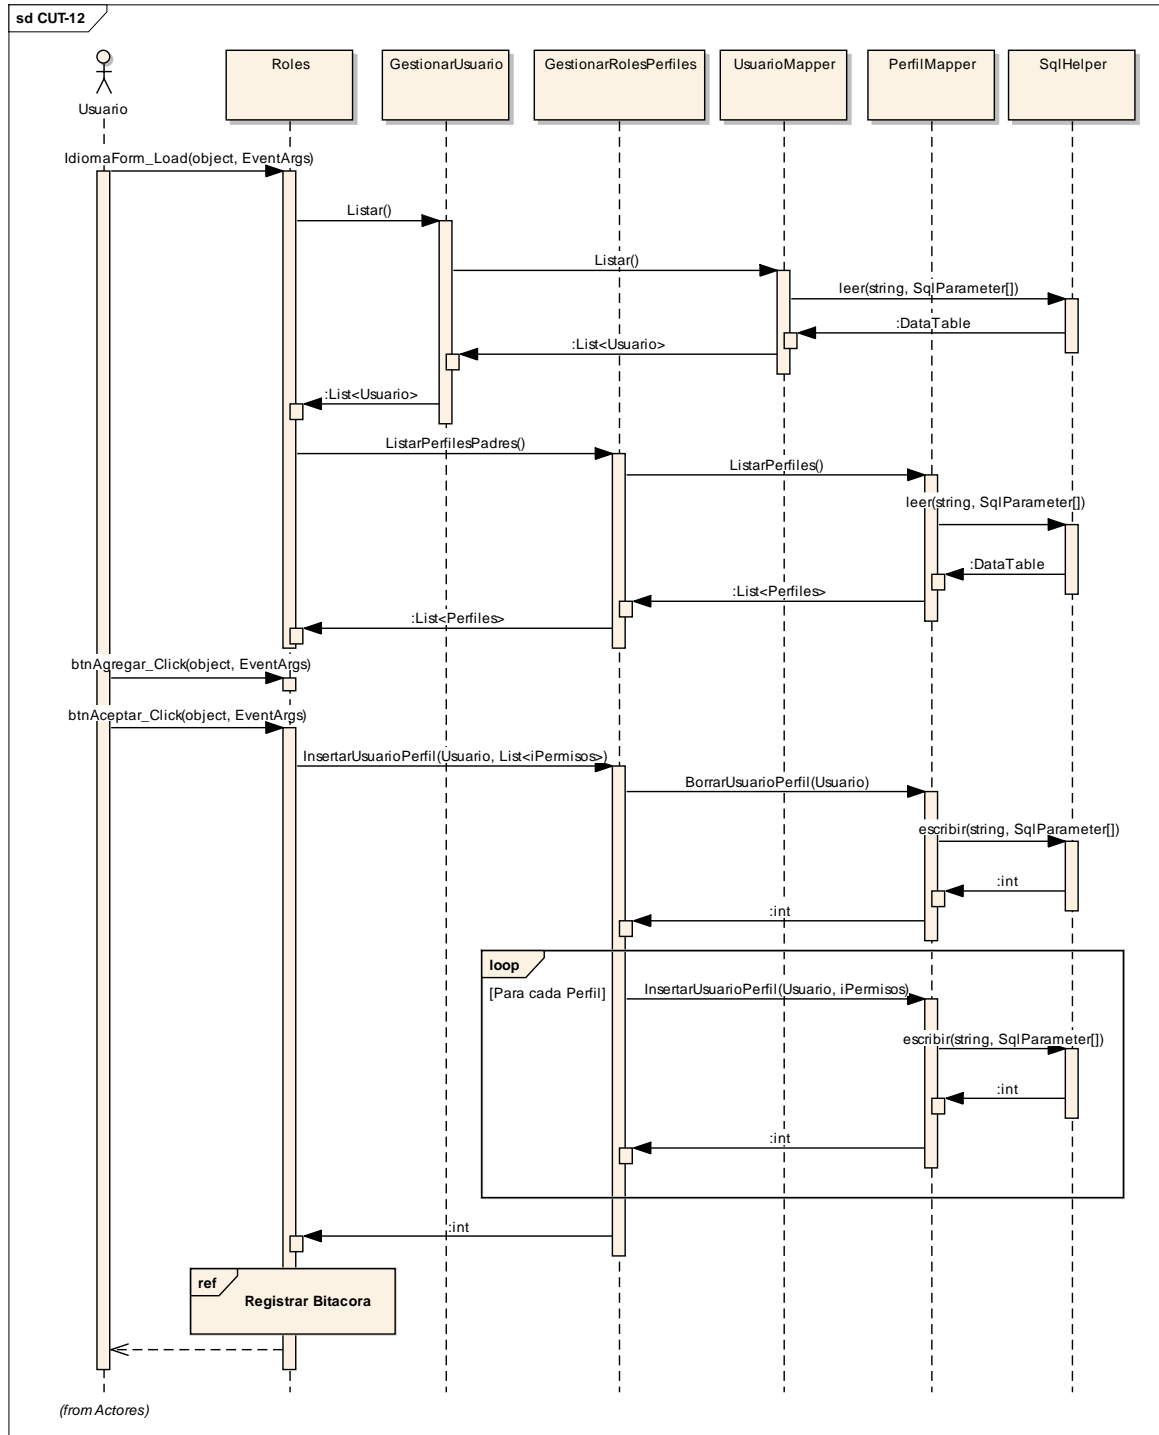 sd CUT-12
Usuario
Roles
GestionarUsuario
GestionarRolesPerfiles
UsuarioMapper
PerfilMapper
SqlHelper
IdiomaForm_Load(object, EventArgs)
Listar()
Listar()
leer(string, SqlParameter[])
:DataTable
:List<Usuario>
:List<Usuario>
ListarPerfilesPadres()
ListarPerfiles()
leer(string, SqlParameter[])
:DataTable
:List<Perfiles>
:List<Perfiles>
btnAgregar_Click(object, EventArgs)
btnAceptar_Click(object, EventArgs)
InsertarUsuarioPerfil(Usuario, List<iPermisos>)
BorrarUsuarioPerfil(Usuario)
escribir(string, SqlParameter[])
:int
:int
loop
[Para cada Perfil]
InsertarUsuarioPerfil(Usuario, iPermisos)
escribir(string, SqlParameter[])
:int
:int
:int
ref
Registrar Bitacora
(from Actores)